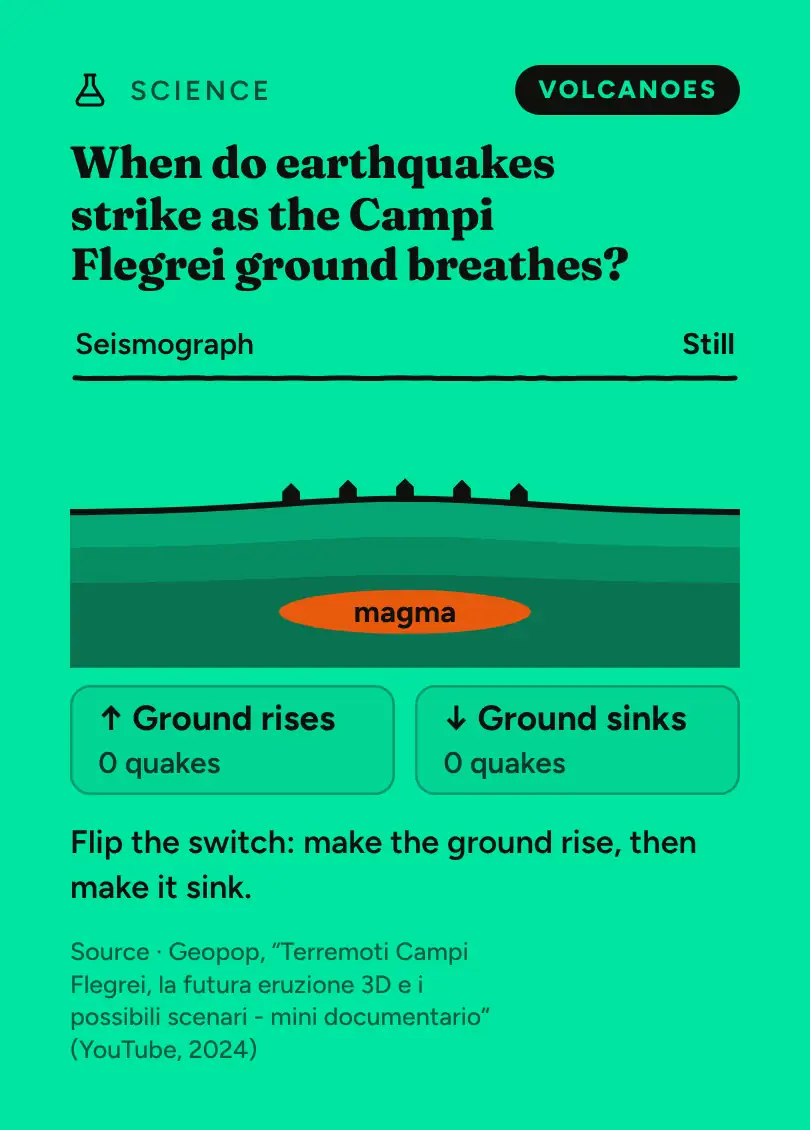 SCIENCE
VOLCANOES
When do earthquakes
strike as the Campi
Flegrei ground breathes?
Seismograph
Still
magma
↑ Ground rises
0 quakes
↓ Ground sinks
0 quakes
Flip the switch: make the ground rise, then
make it sink.
Source · Geopop, “Terremoti Campi
Flegrei, la futura eruzione 3D e i
possibili scenari - mini documentario”
(YouTube, 2024)